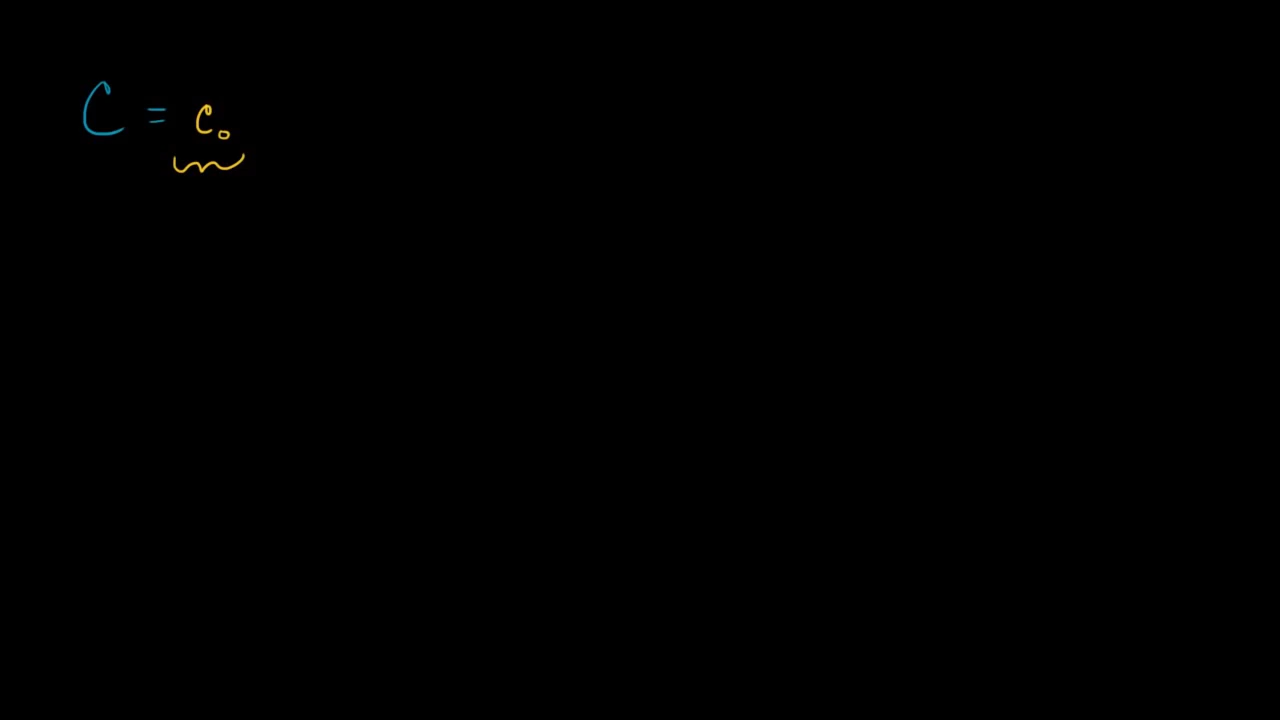 C = c₀